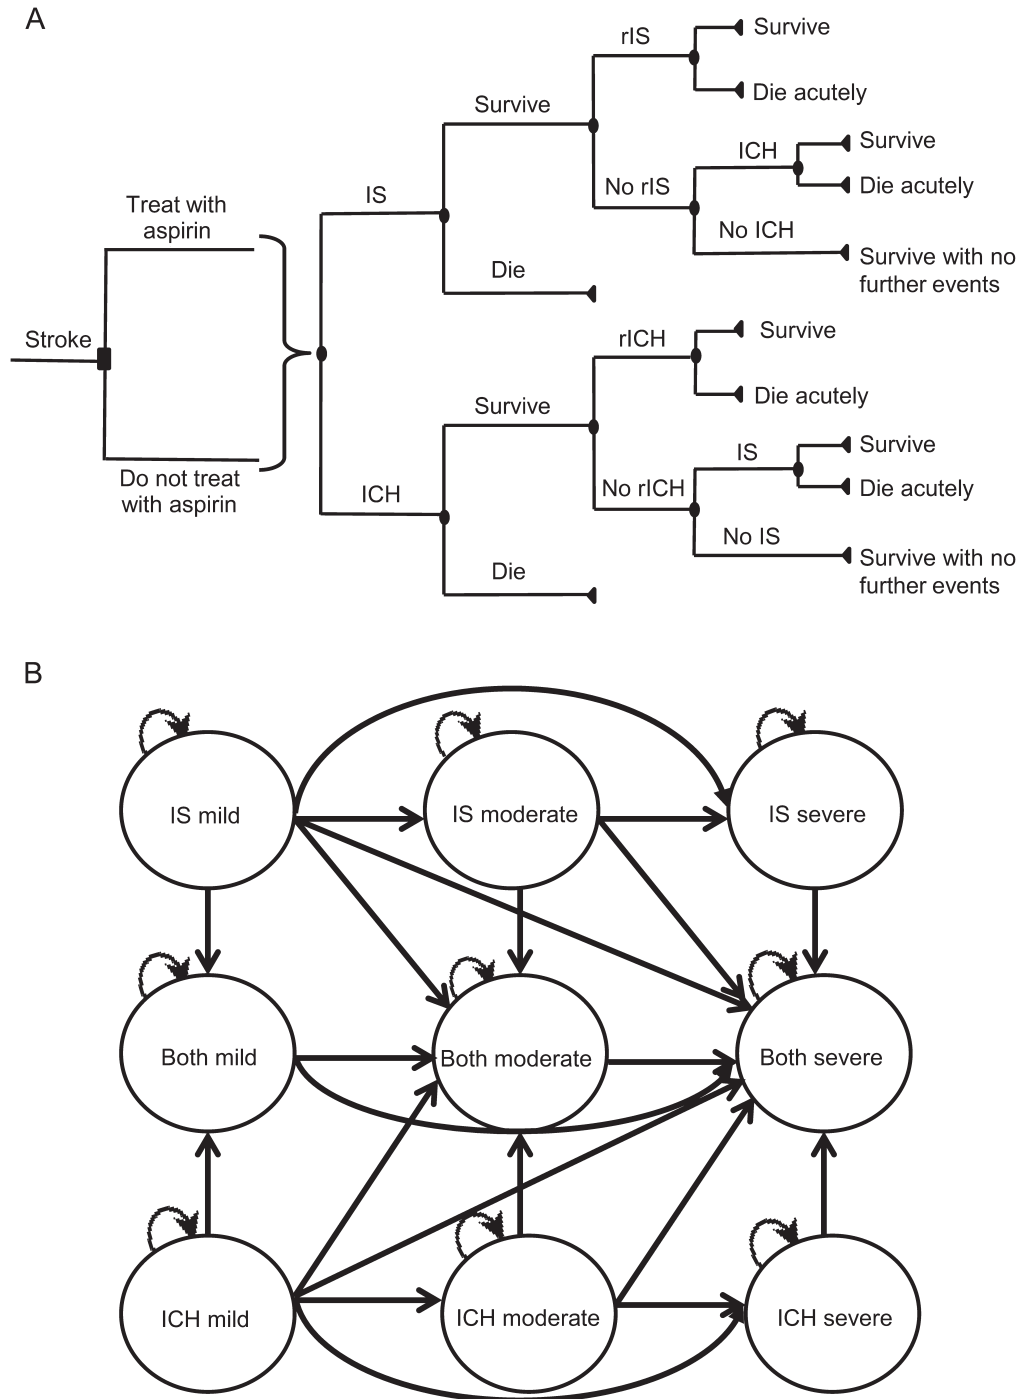 A
rIS
Survive
Die acutely
Survive
ICH
Survive
Die acutely
No rIS
No ICH
Survive with no
further events
IS
Treat with
aspirin
Die
Stroke
rICH
Survive
Die acutely
Survive
IS
Survive
Die acutely
No rICH
No IS
Survive with no
further events
ICH
Do not treat
with aspirin
Die
B
IS mild
IS moderate
IS severe
Both mild
Both moderate
Both severe
ICH mild
ICH moderate
ICH severe